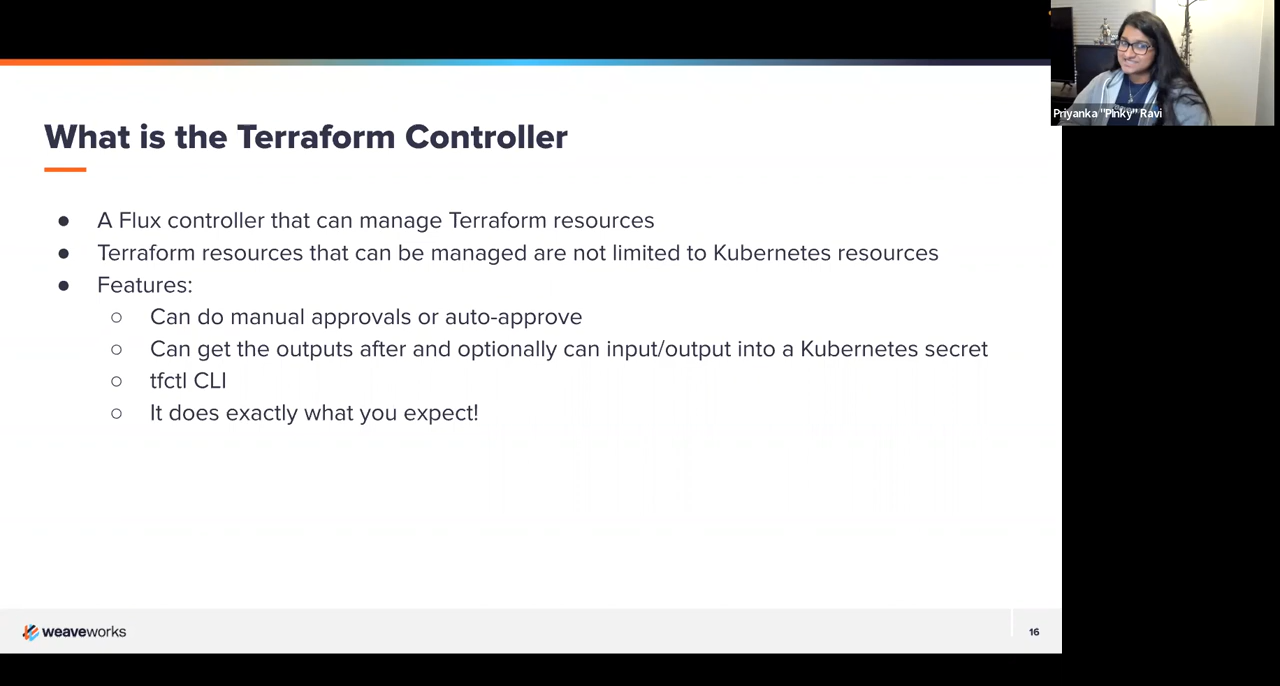 Priyanka "Pinky" Ravi
What is the Terraform Controller
● A Flux controller that can manage Terraform resources
● Terraform resources that can be managed are not limited to Kubernetes resources
● Features:
○ Can do manual approvals or auto-approve
○ Can get the outputs after and optionally can input/output into a Kubernetes secret
○ tfctl CLI
○ It does exactly what you expect!
weaveworks
16